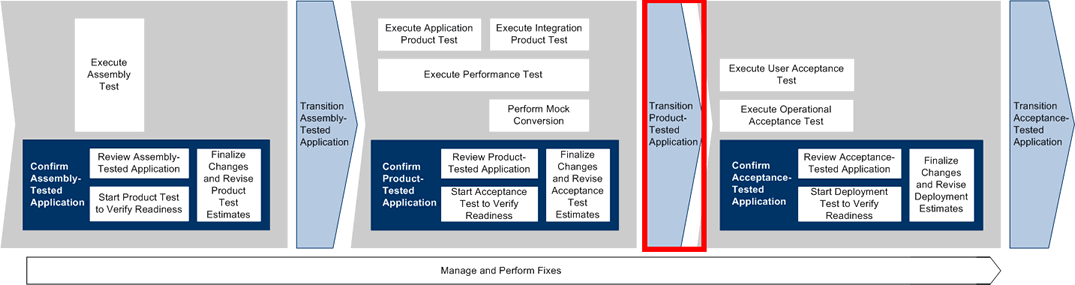 Execute
Assembly
Test
Confirm
Assembly-
Tested
Application
Review Assembly-
Tested Application
Start Product Test
to Verify Readiness
Finalize
Changes
and Revise
Product
Test
Estimates
Transition
Assembly-
Tested
Application
Execute Application
Product Test
Execute Integration
Product Test
Execute Performance Test
Perform Mock
Conversion
Confirm
Product-
Tested
Application
Review Product-
Tested Application
Start Acceptance
Test to Verify
Readiness
Finalize
Changes
and Revise
Acceptance
Test
Estimates
Transition
Product-
Tested
Application
Execute User Acceptance
Test
Execute Operational
Acceptance Test
Confirm
Acceptance-
Tested
Application
Review Acceptance-
Tested Application
Start Deployment
Test to Verify
Readiness
Finalize
Changes
and Revise
Deployment
Estimates
Transition
Acceptance-
Tested
Application
Manage and Perform Fixes